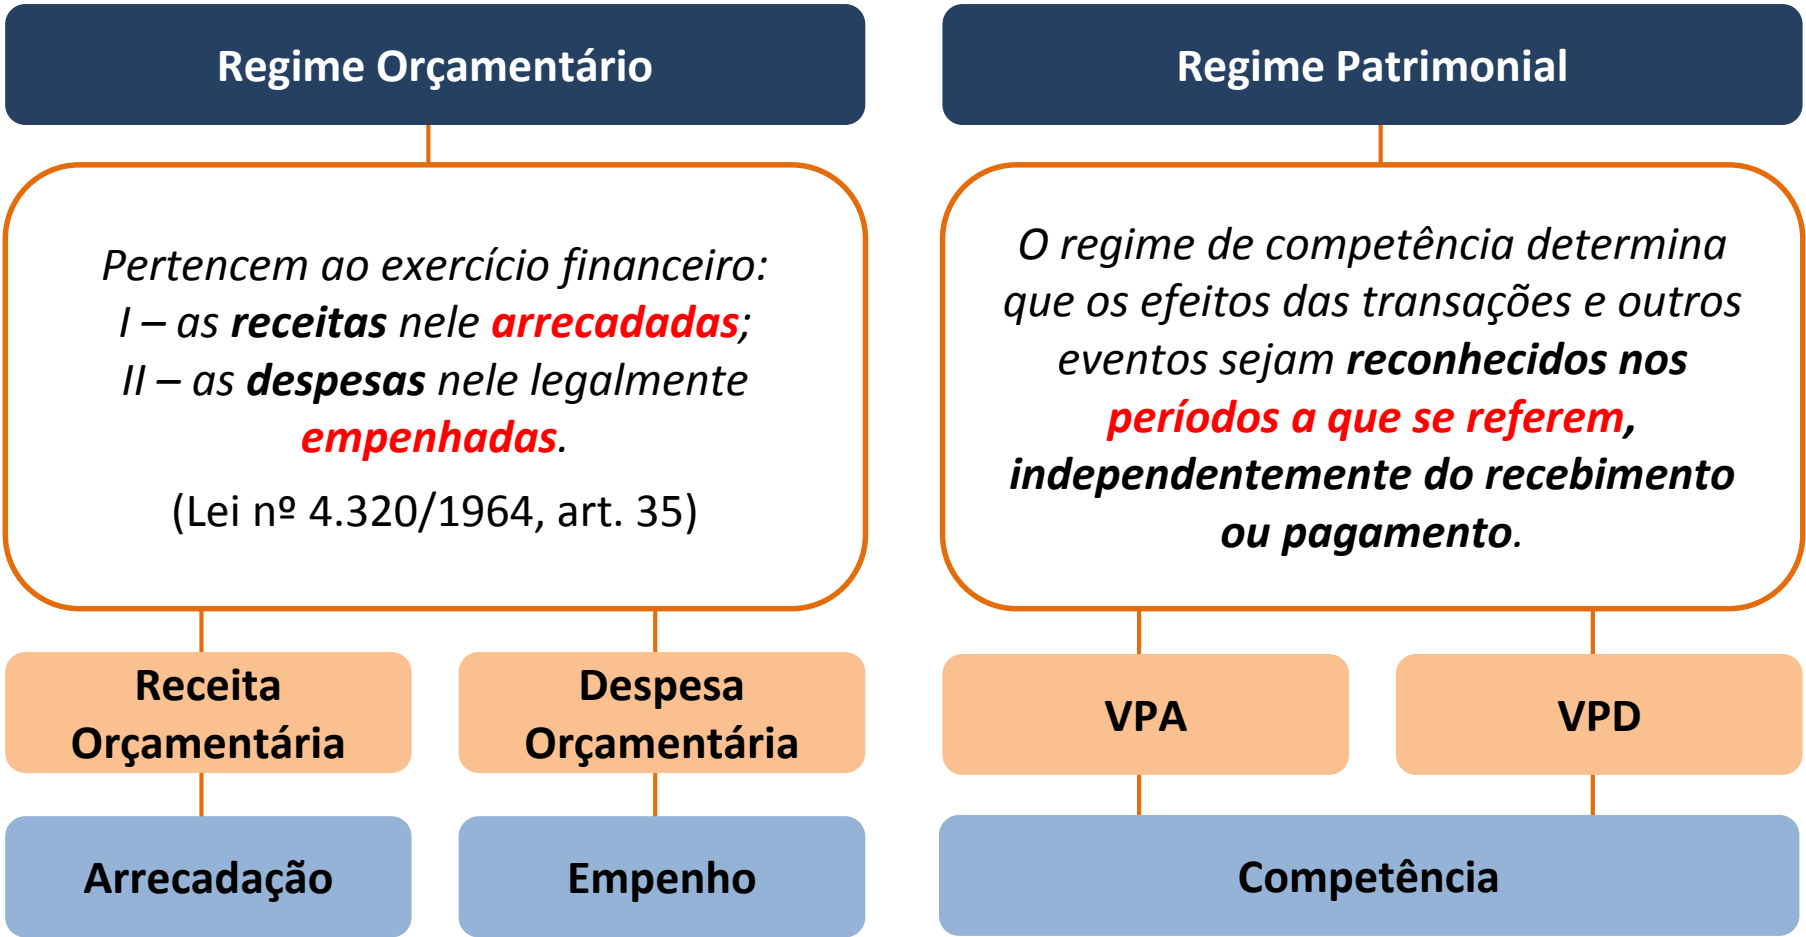 Regime Orçamentário
Pertencem ao exercício financeiro:
I – as receitas nele arrecadadas;
II – as despesas nele legalmente
empenhadas.
(Lei nº 4.320/1964, art. 35)
Receita
Orçamentária
Despesa
Orçamentária
Arrecadação
Empenho
Regime Patrimonial
O regime de competência determina
que os efeitos das transações e outros
eventos sejam reconhecidos nos
períodos a que se referem,
independentemente do recebimento
ou pagamento.
VPA
VPD
Competência